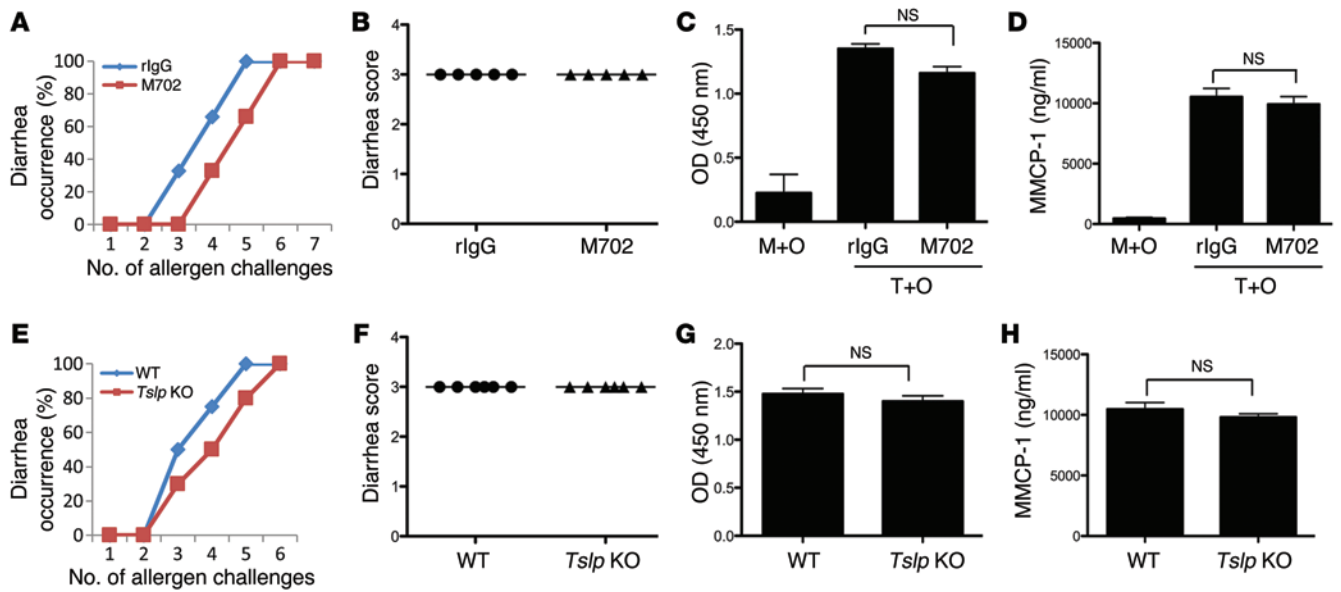 A
Diarrhea
occurrence (%)
100
80
60
40
20
0
rIgG
M702
1 2 3 4 5 6 7
No. of allergen challenges
B
Diarrhea score
4
3
2
1
0
rIgG M702
C
OD (450 nm)
1.5
1.0
0.5
0.0
NS
M+O rIgG M702
T+O
D
MMCP-1 (ng/ml)
15000
10000
5000
0
NS
M+O rIgG M702
T+O
E
Diarrhea
occurrence (%)
100
80
60
40
20
0
WT
Tslp KO
1 2 3 4 5 6
No. of allergen challenges
F
Diarrhea score
4
3
2
1
0
WT Tslp KO
G
OD (450 nm)
2.0
1.5
1.0
0.5
0.0
NS
WT Tslp KO
H
MMCP-1 (ng/ml)
15000
10000
5000
0
NS
WT Tslp KO